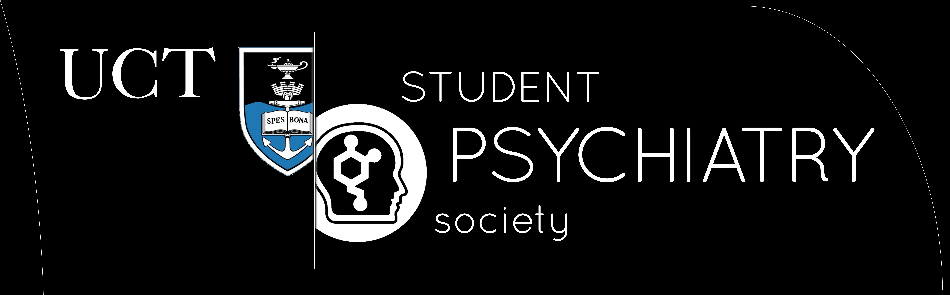 UCT
SPES BONA
STUDENT
PSYCHIATRY
society